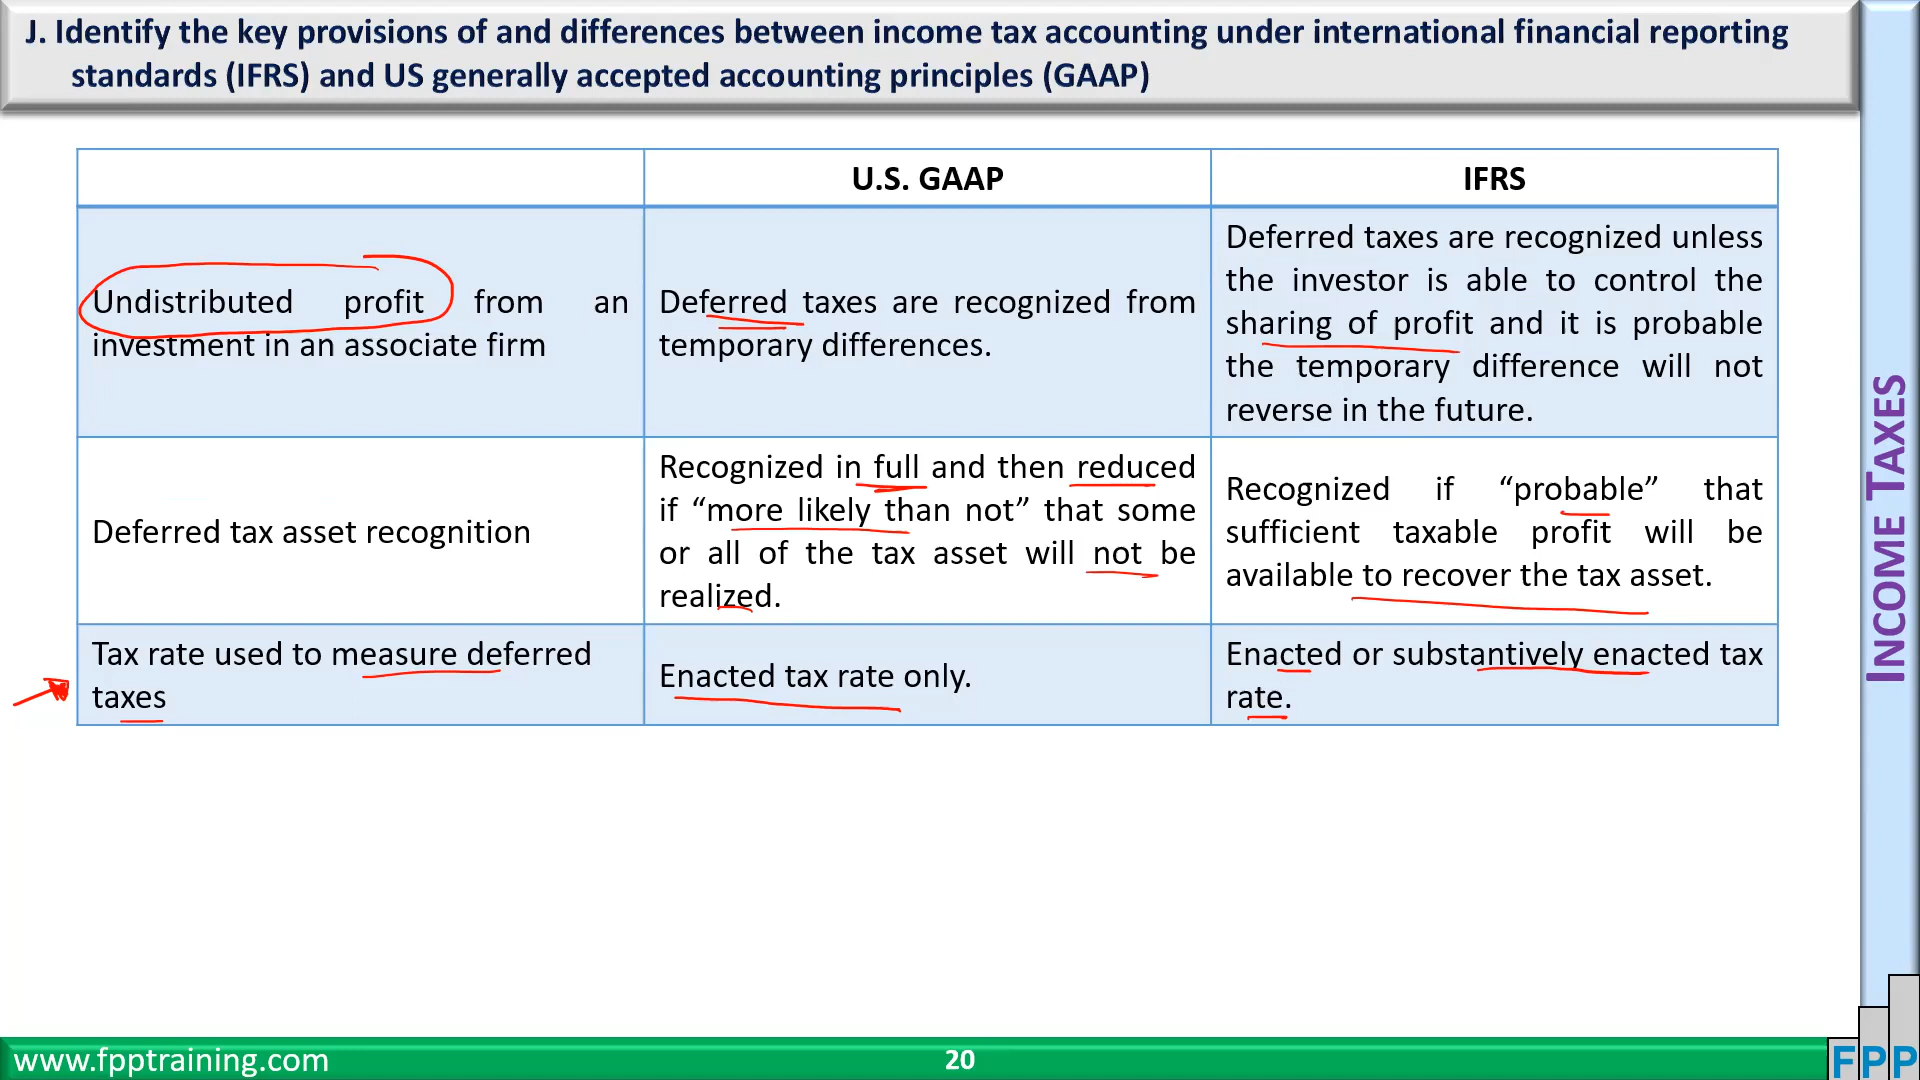 J. Identify the key provisions of and differences between income tax accounting under international financial reporting
standards (IFRS) and US generally accepted accounting principles (GAAP)
U.S. GAAP
IFRS
Undistributed profit from an
investment in an associate firm
Deferred taxes are recognized from
temporary differences.
Deferred taxes are recognized unless
the investor is able to control the
sharing of profit and it is probable
the temporary difference will not
reverse in the future.
Deferred tax asset recognition
Recognized in full and then reduced
if “more likely than not” that some
or all of the tax asset will not be
realized.
Recognized if “probable” that
sufficient taxable profit will be
available to recover the tax asset.
Tax rate used to measure deferred
taxes
Enacted tax rate only.
Enacted or substantively enacted tax
rate.
INCOME TAXES
www.fpptraining.com
20
FPP